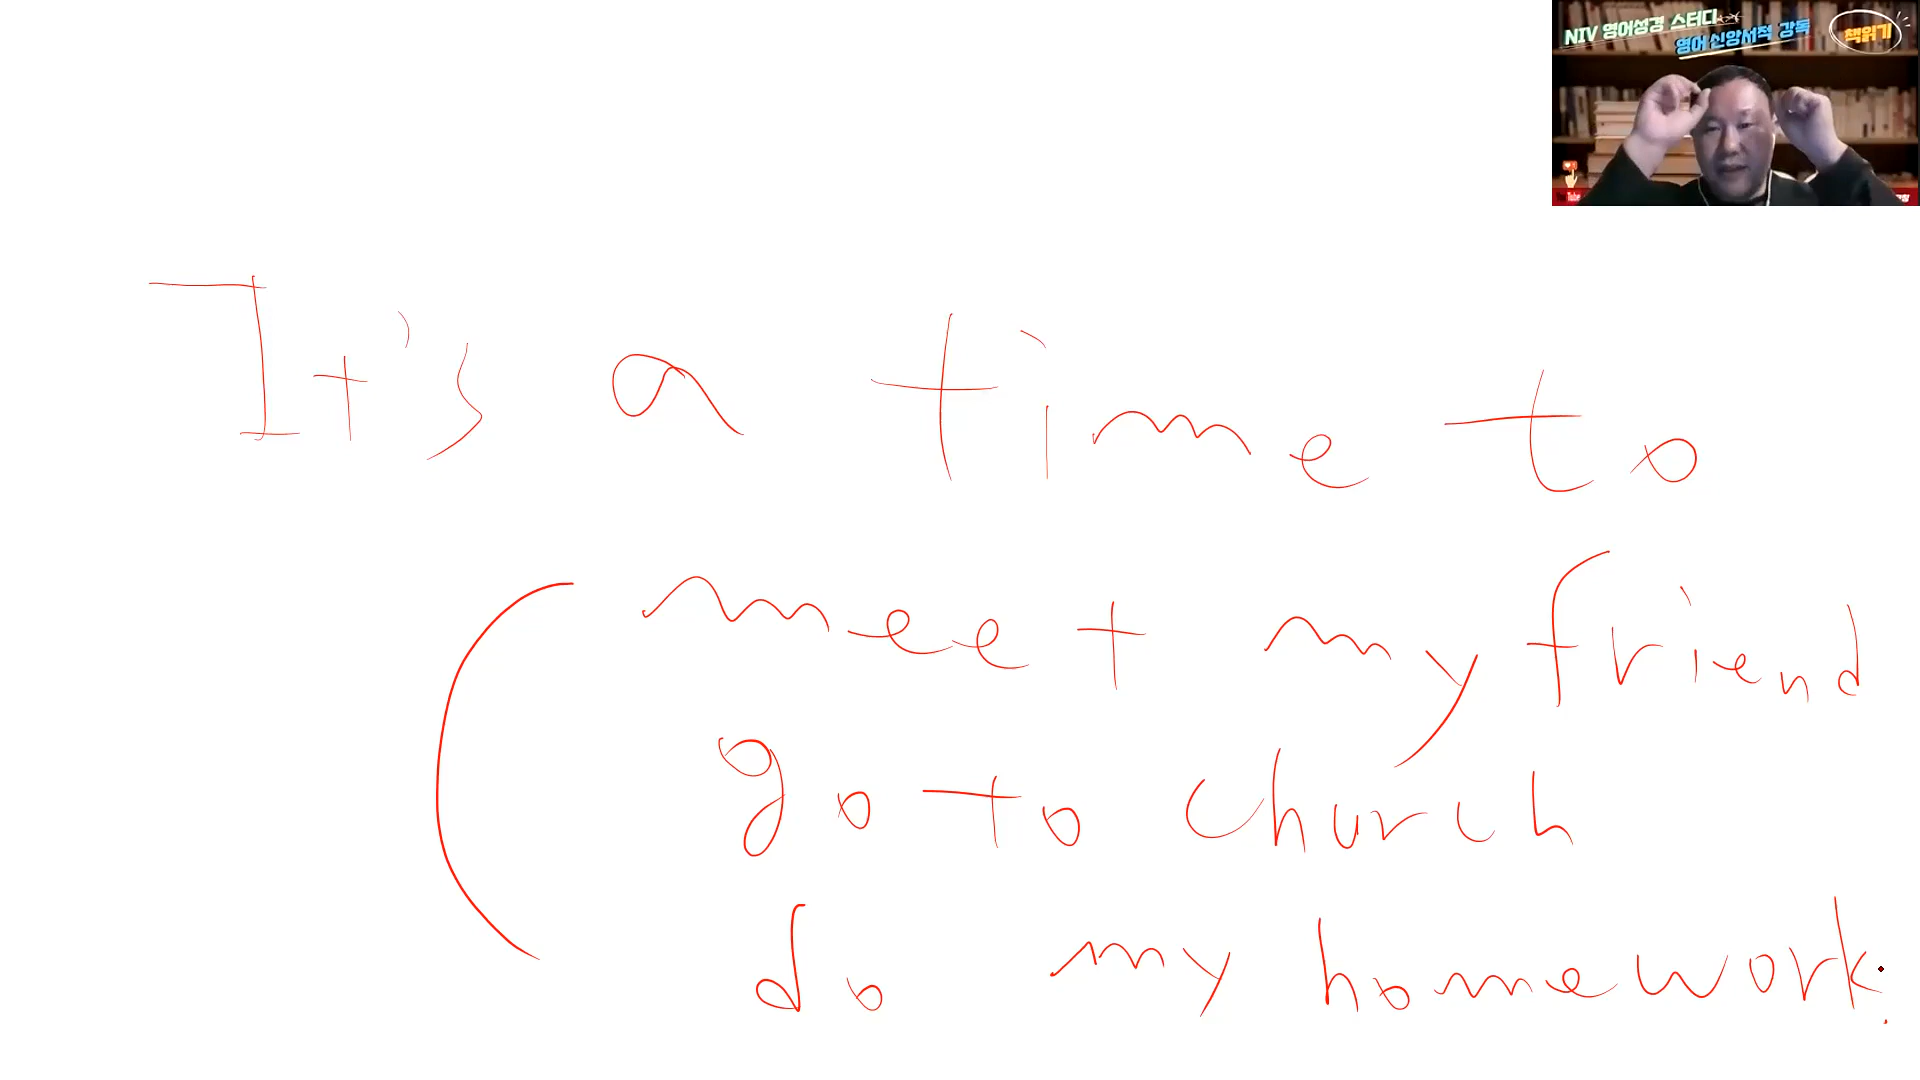 NIV 영어성경 스터디
영어 신앙서적 강독
책읽기
It's a time to
meet my friend
go to church
do my homework.
YouTube